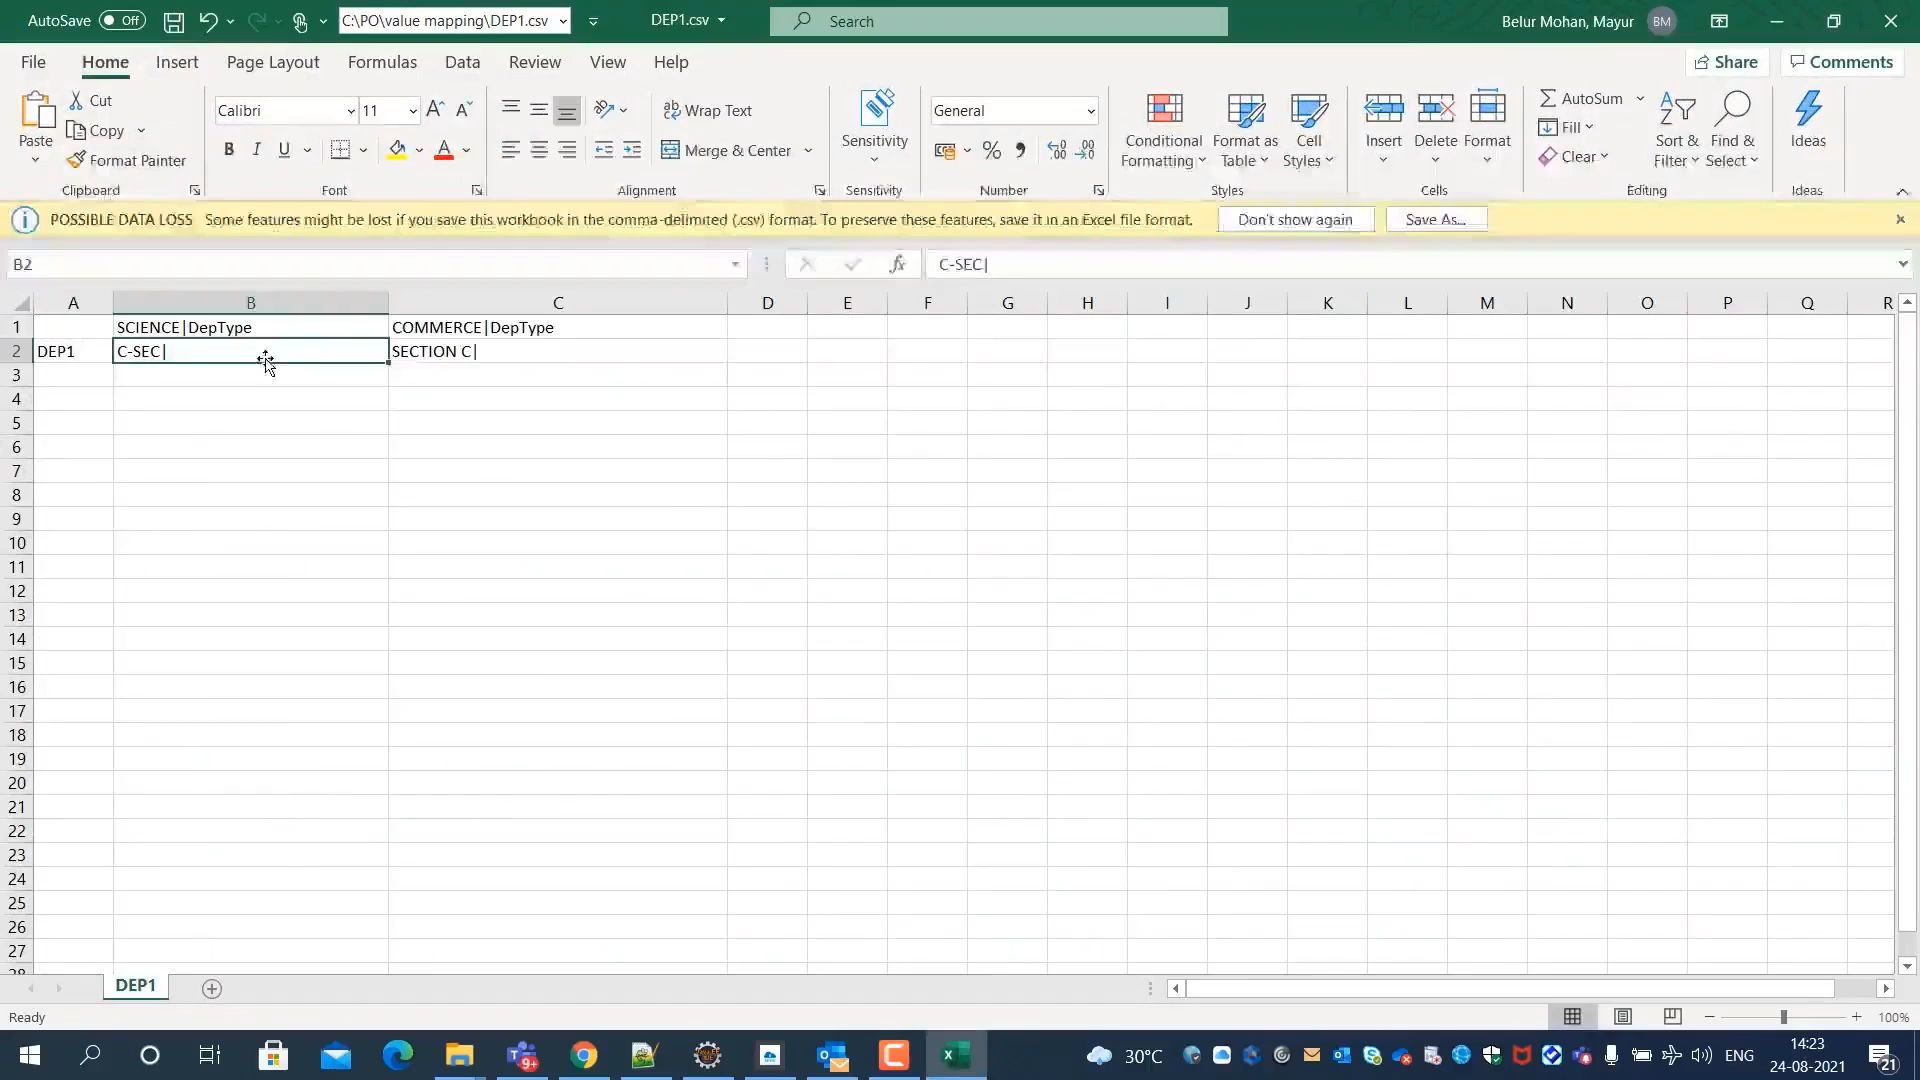 AutoSave Off C:\PO\value mapping\DEP1.csv DEP1.csv Search Belur Mohan, Mayur BM
File Home Insert Page Layout Formulas Data Review View Help Share Comments
Paste Cut Copy Format Painter Clipboard
Calibri 11 B I U A Font
Wrap Text Merge & Center Alignment
Sensitivity Sensitivity
General % Number
Conditional Formatting Format as Table Cell Styles Styles
Insert Delete Format Cells
AutoSum Fill Clear Sort & Filter Find & Select Editing
Ideas Ideas
POSSIBLE DATA LOSS Some features might be lost if you save this workbook in the comma-delimited (.csv) format. To preserve these features, save it in an Excel file format. Don't show again Save As...
B2 fx C-SEC|
A B C D E F G H I J K L M N O P Q R
1 SCIENCE|DepType COMMERCE|DepType
2 DEP1 C-SEC| SECTION C|
3
4
5
6
7
8
9
10
11
12
13
14
15
16
17
18
19
20
21
22
23
24
25
26
27
28
DEP1
Ready 100%
9+ 30°C ENG 14:23
24-08-2021 21